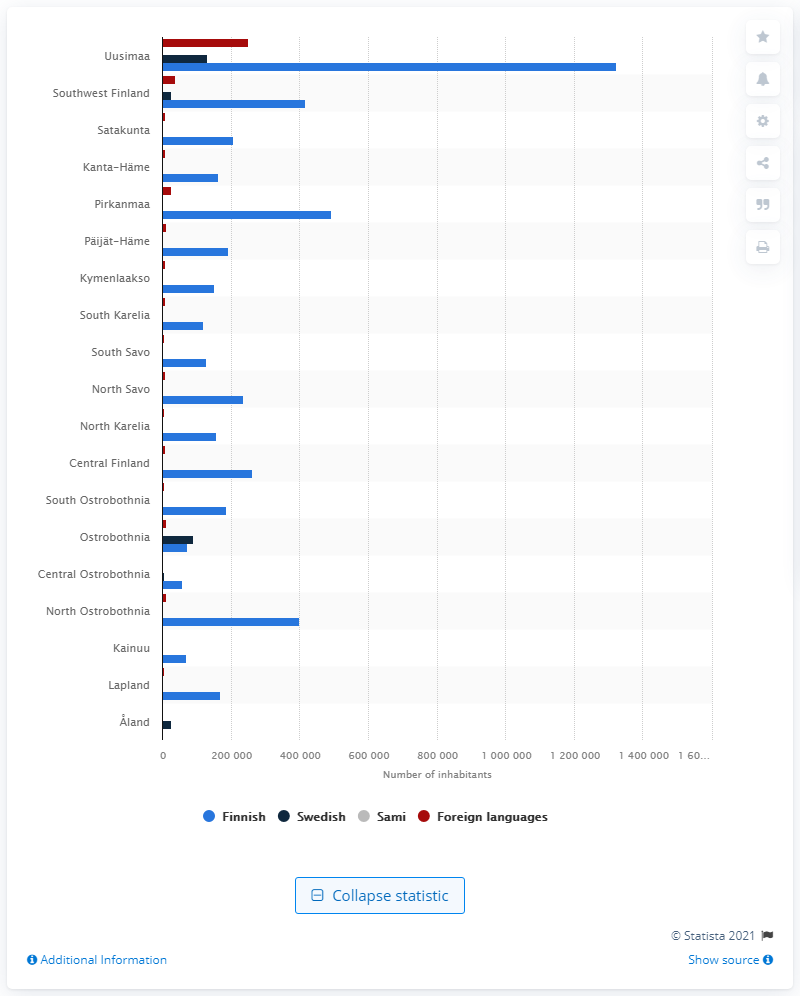 Uusimaa
Southwest Finland
Satakunta
Kanta-Häme
Pirkanmaa
Päijät-Häme
Kymenlaakso
South Karelia
South Savo
North Savo
North Karelia
Central Finland
South Ostrobothnia
Ostrobothnia
Central Ostrobothnia
North Ostrobothnia
Kainuu
Lapland
Åland
0 200 000 400 000 600 000 800 000 1 000 000 1 200 000 1 400 000 1 60...
Number of inhabitants
Finnish Swedish Sami Foreign languages
Collapse statistic
© Statista 2021
Additional Information Show source